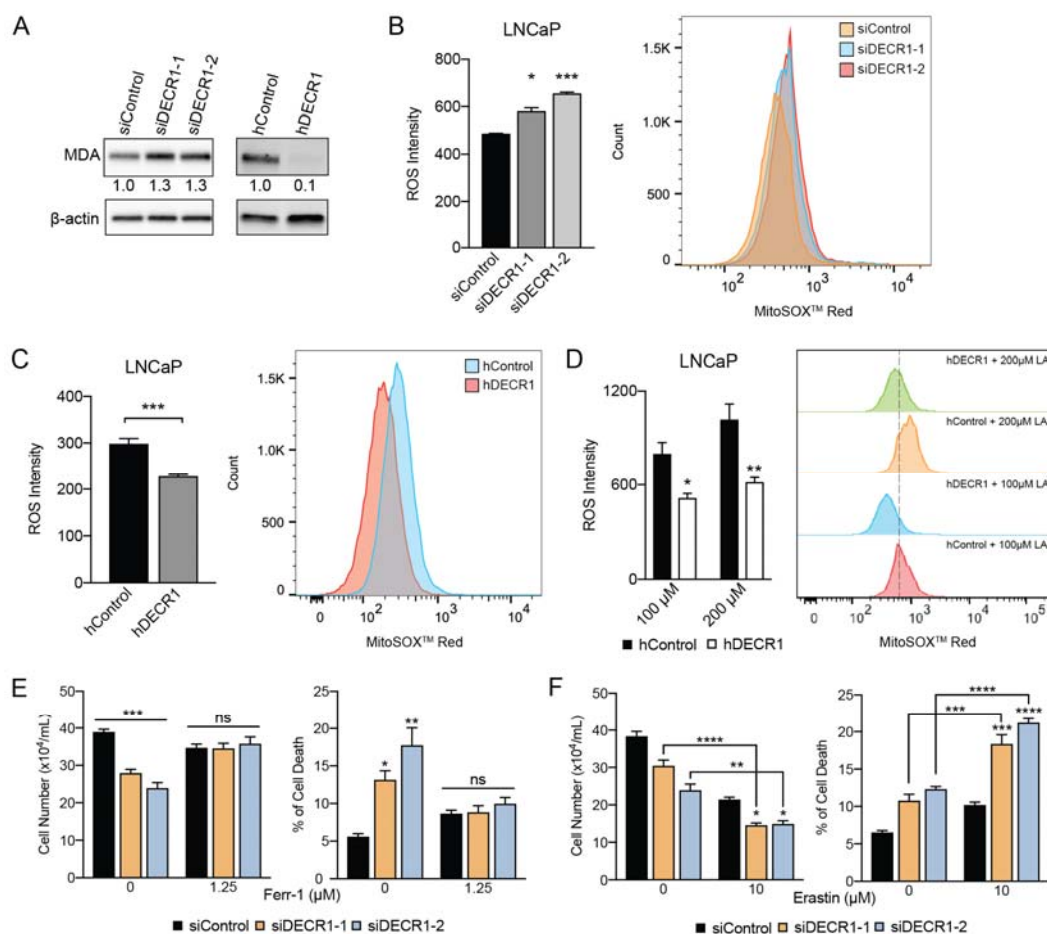 A
siControl
siDECR1-1
siDECR1-2
hControl
hDECR1
MDA
1.0 1.3 1.3 1.0 0.1
β-actin
B
LNCaP
* ***
ROS Intensity
800
600
400
200
0
siControl
siDECR1-1
siDECR1-2
siControl
siDECR1-1
siDECR1-2
Count
1.5K
1.0K
500
0
10² 10³ 10⁴
MitoSOX™ Red
C
LNCaP
***
ROS Intensity
400
300
200
100
0
hControl
hDECR1
hControl
hDECR1
Count
1.5K
1.0K
500
0
0 10² 10³ 10⁴
MitoSOX™ Red
D
LNCaP
* **
ROS Intensity
1200
900
600
300
0
100 µM
200 µM
hControl hDECR1
hDECR1 + 200µM LA
hControl + 200µM LA
hDECR1 + 100µM LA
hControl + 100µM LA
0 10² 10³ 10⁴ 10⁵
MitoSOX™ Red
E
Cell Number (x10⁴/mL)
50
40
30
20
10
0
*** ns
0 1.25
% of Cell Death
25
20
15
10
5
0
* ** ns
0 1.25
Ferr-1 (µM)
siControl siDECR1-1 siDECR1-2
F
Cell Number (x10⁴/mL)
50
40
30
20
10
0
****
**
* *
0 10
% of Cell Death
25
20
15
10
5
0
****
***
*** ****
0 10
Erastin (µM)
siControl siDECR1-1 siDECR1-2